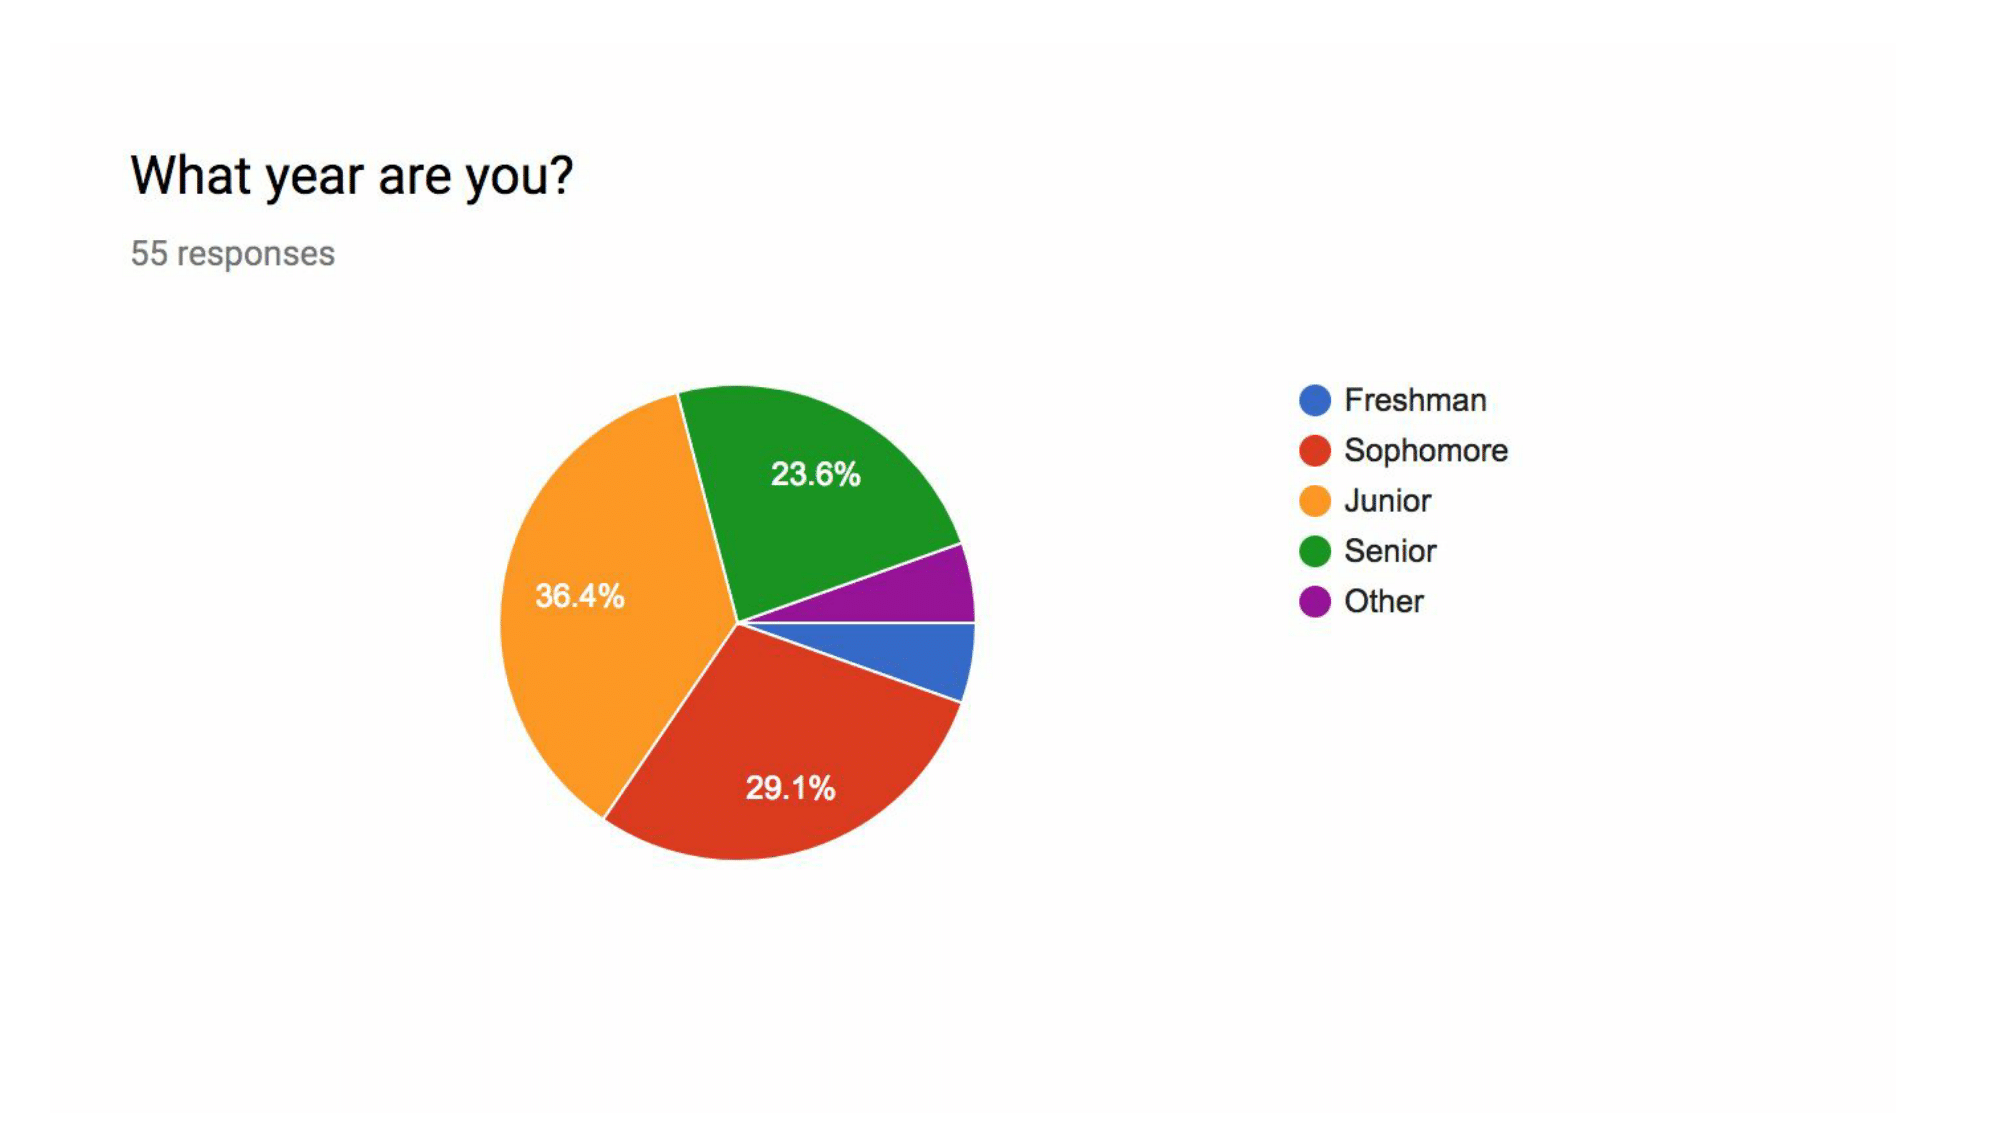 What year are you?
55 responses
23.6%
36.4%
29.1%
Freshman
Sophomore
Junior
Senior
Other